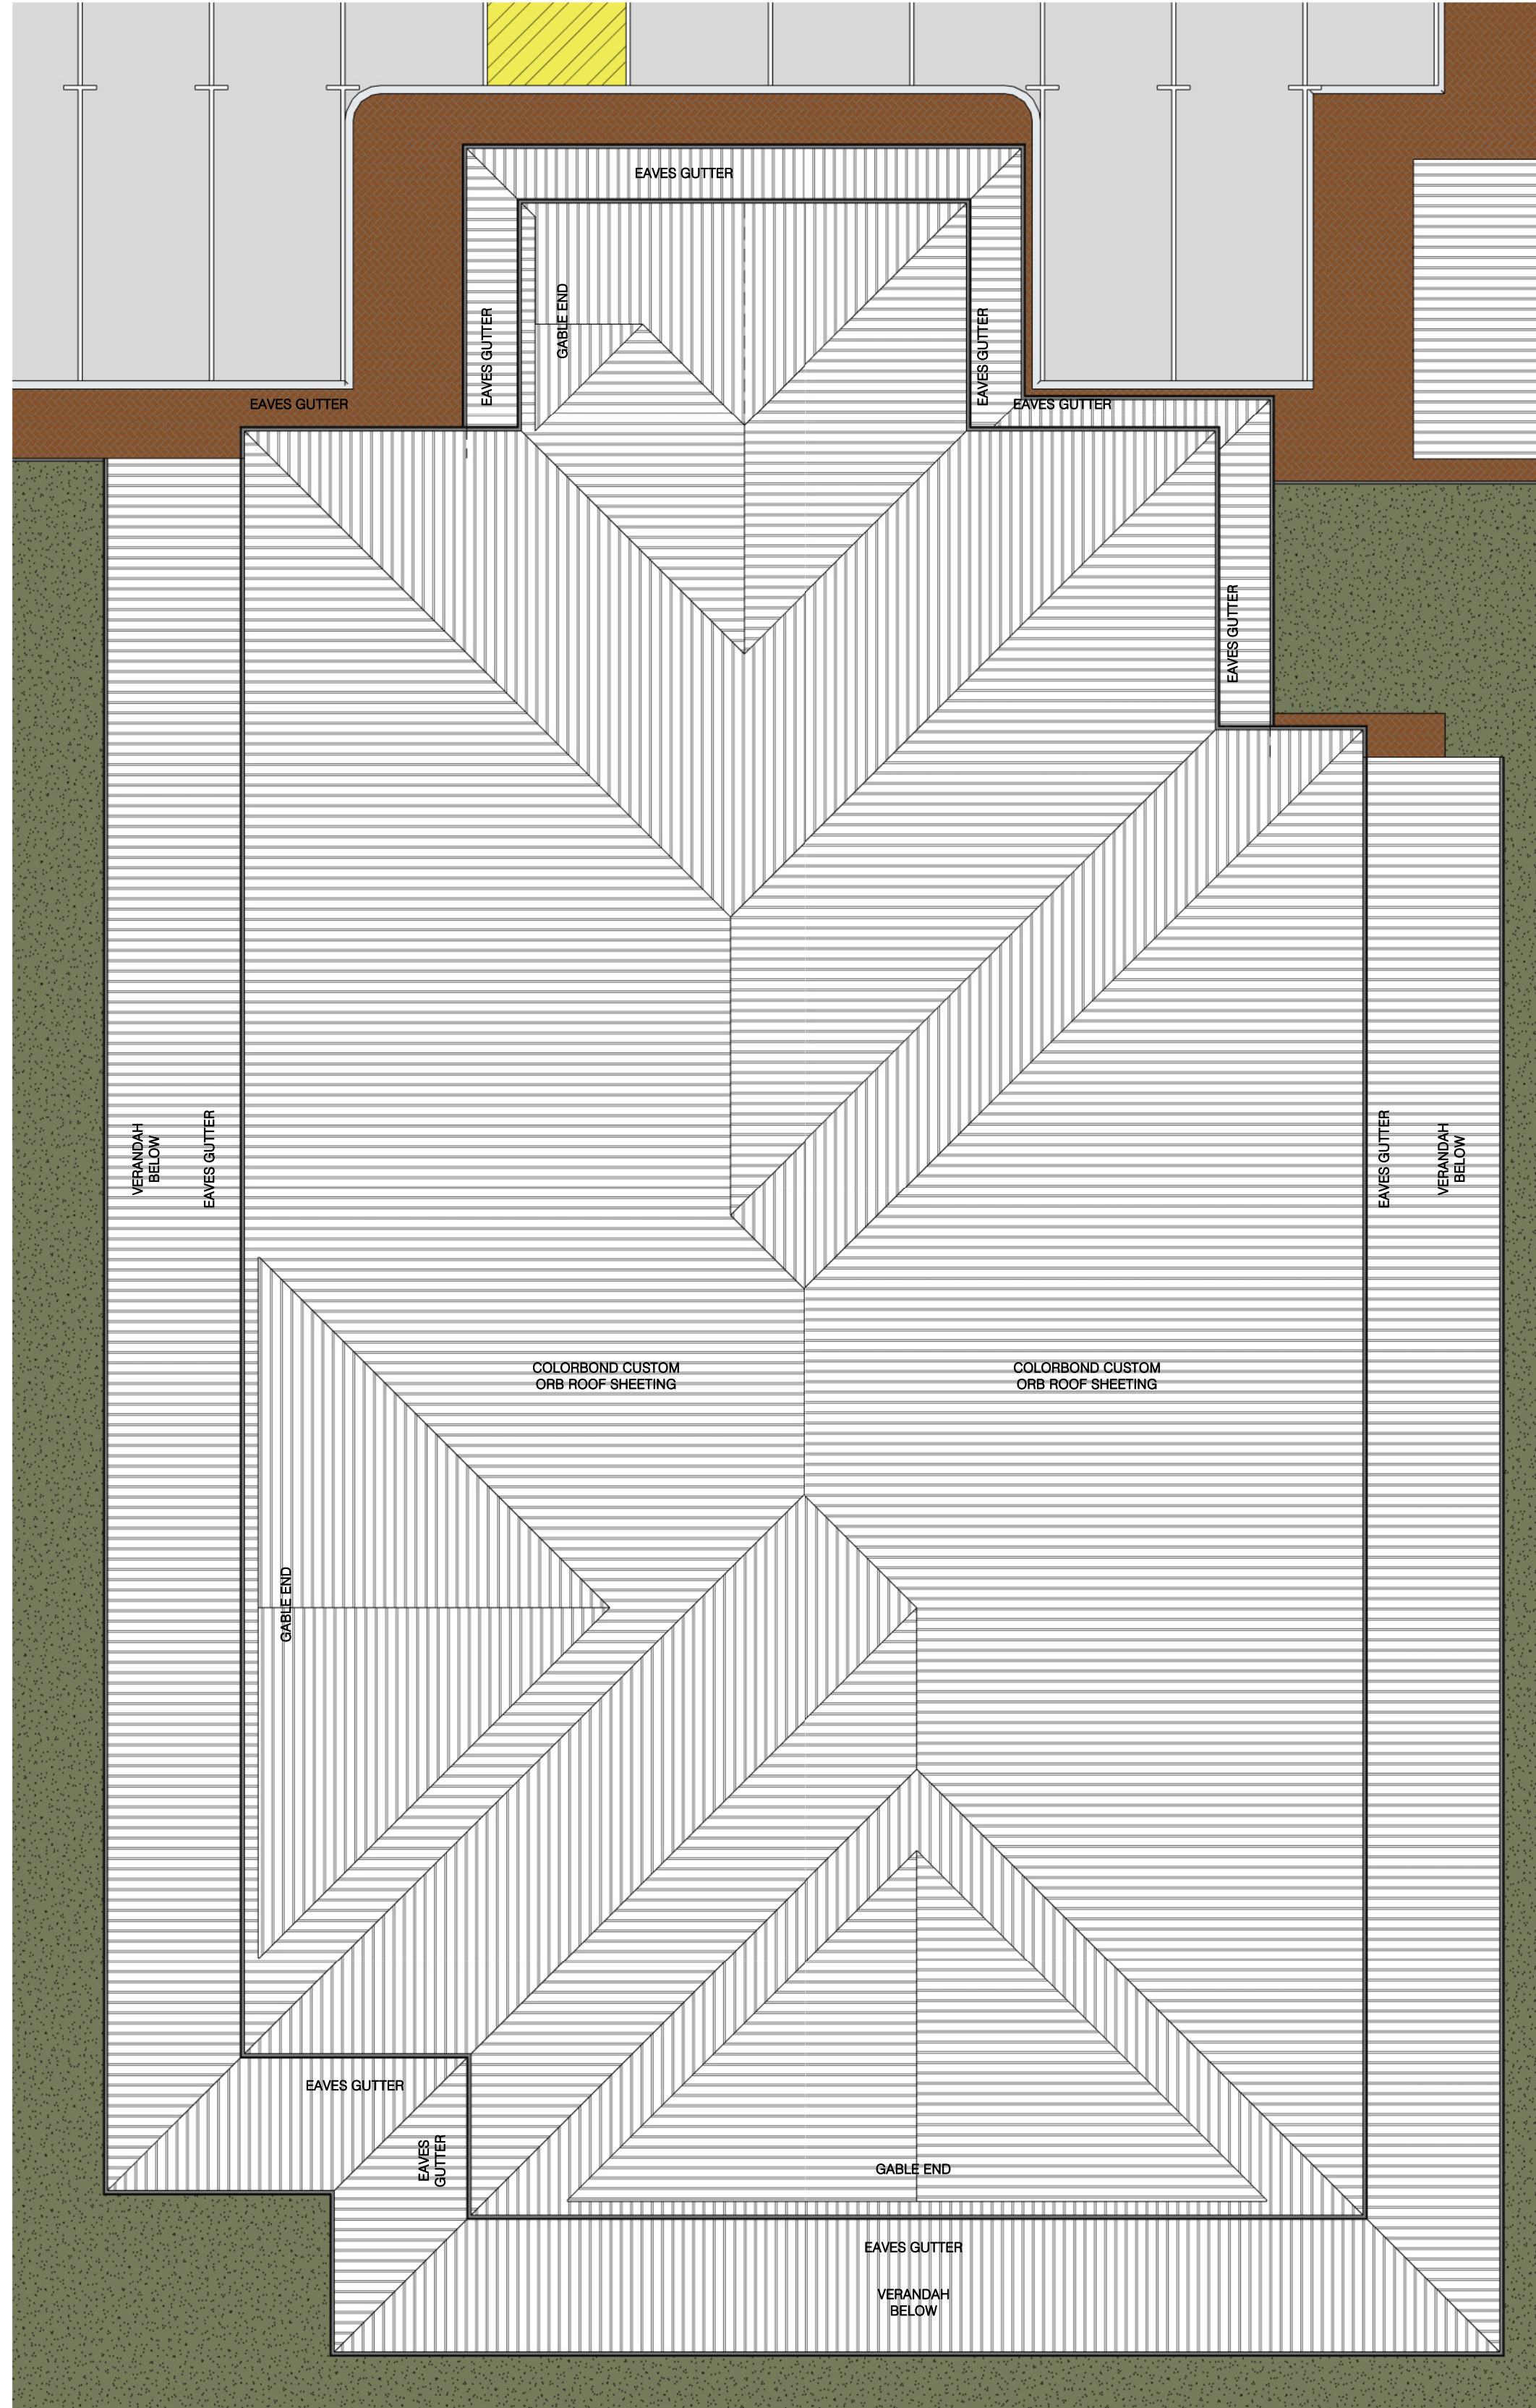 EAVES GUTTER
EAVES GUTTER
GABLE END
EAVES GUTTER
EAVES GUTTER
EAVES GUTTER
EAVES GUTTER
VERANDAH
BELOW
EAVES GUTTER
EAVES GUTTER
VERANDAH
BELOW
COLORBOND CUSTOM
ORB ROOF SHEETING
COLORBOND CUSTOM
ORB ROOF SHEETING
GABLE END
EAVES GUTTER
EAVES
GUTTER
GABLE END
EAVES GUTTER
VERANDAH
BELOW